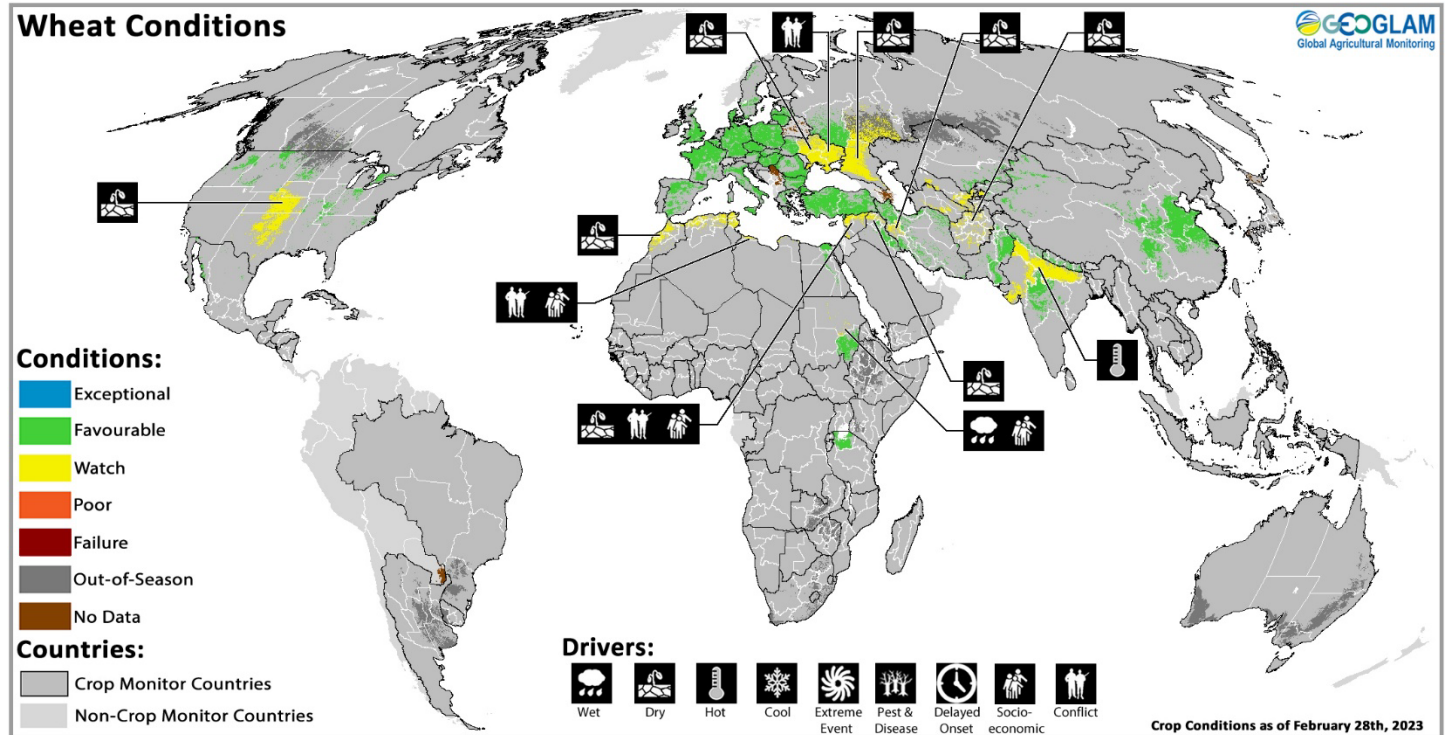 Wheat Conditions
GEOGLAM
Global Agricultural Monitoring
Conditions:
Exceptional
Favourable
Watch
Poor
Failure
Out-of-Season
No Data
Countries:
Crop Monitor Countries
Non-Crop Monitor Countries
Drivers:
Wet
Dry
Hot
Cool
Extreme
Event
Pest &
Disease
Delayed
Onset
Socio-
economic
Conflict
Crop Conditions as of February 28th, 2023